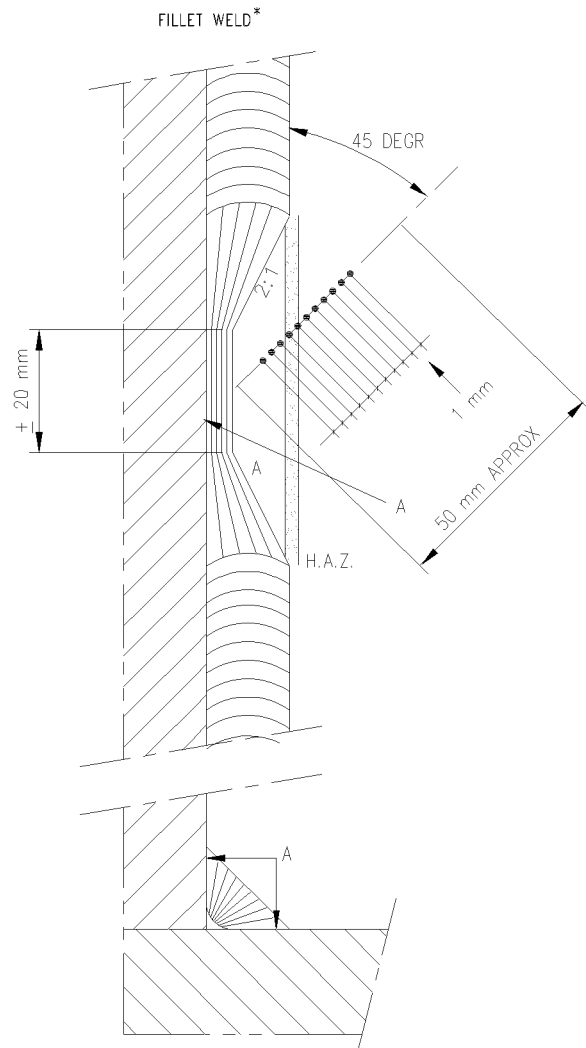 FILLET WELD*
45 DEGR
2:1
± 20 mm
1 mm
A
A
50 mm APPROX
H.A.Z.
A